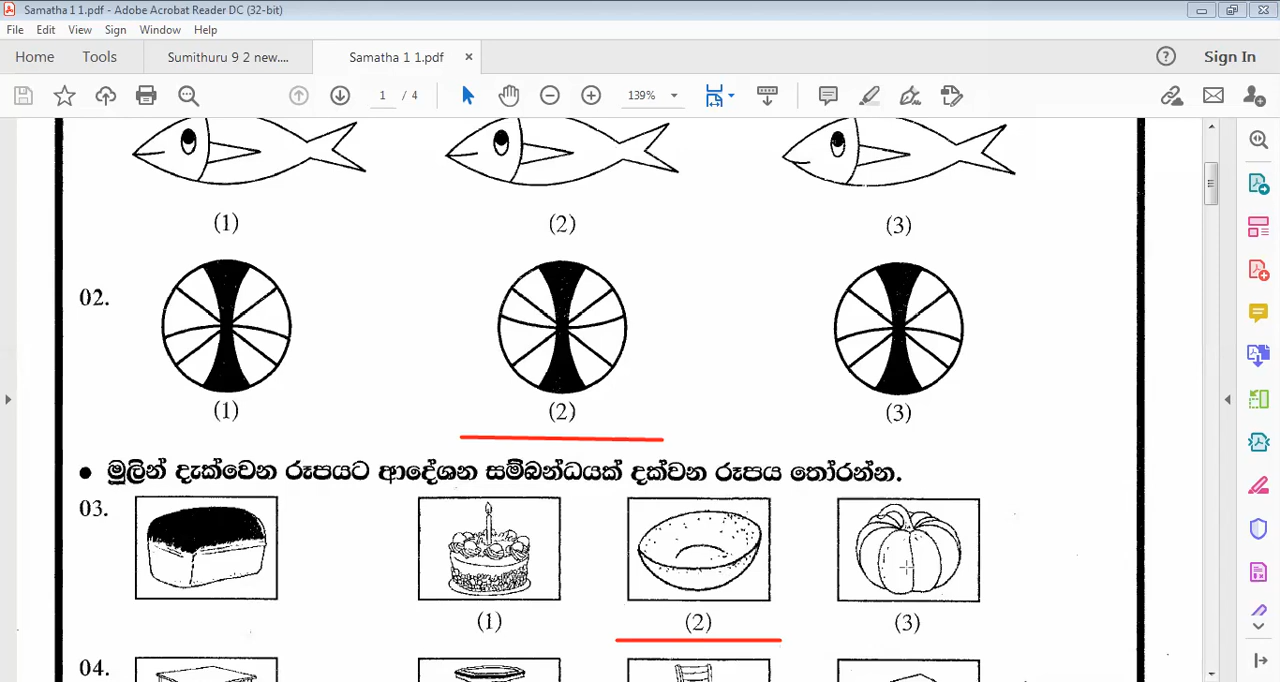 Samatha 1 1.pdf - Adobe Acrobat Reader DC (32-bit)
File Edit View Sign Window Help
Home Tools Sumithuru 9 2 new.... Samatha 1 1.pdf × ? Sign In
1 / 4 139%
(1) (2) (3)
02.
(1) (2) (3)
● මුලින් දැක්වෙන රූපයට ආදේශන සම්බන්ධයක් දක්වන රූපය තෝරන්න.
03.
(1) (2) (3)
04.